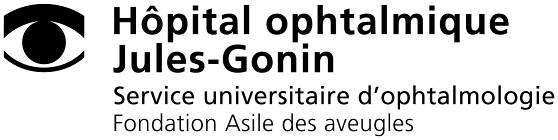 Hôpital ophtalmique
Jules-Gonin
Service universitaire d’ophtalmologie
Fondation Asile des aveugles